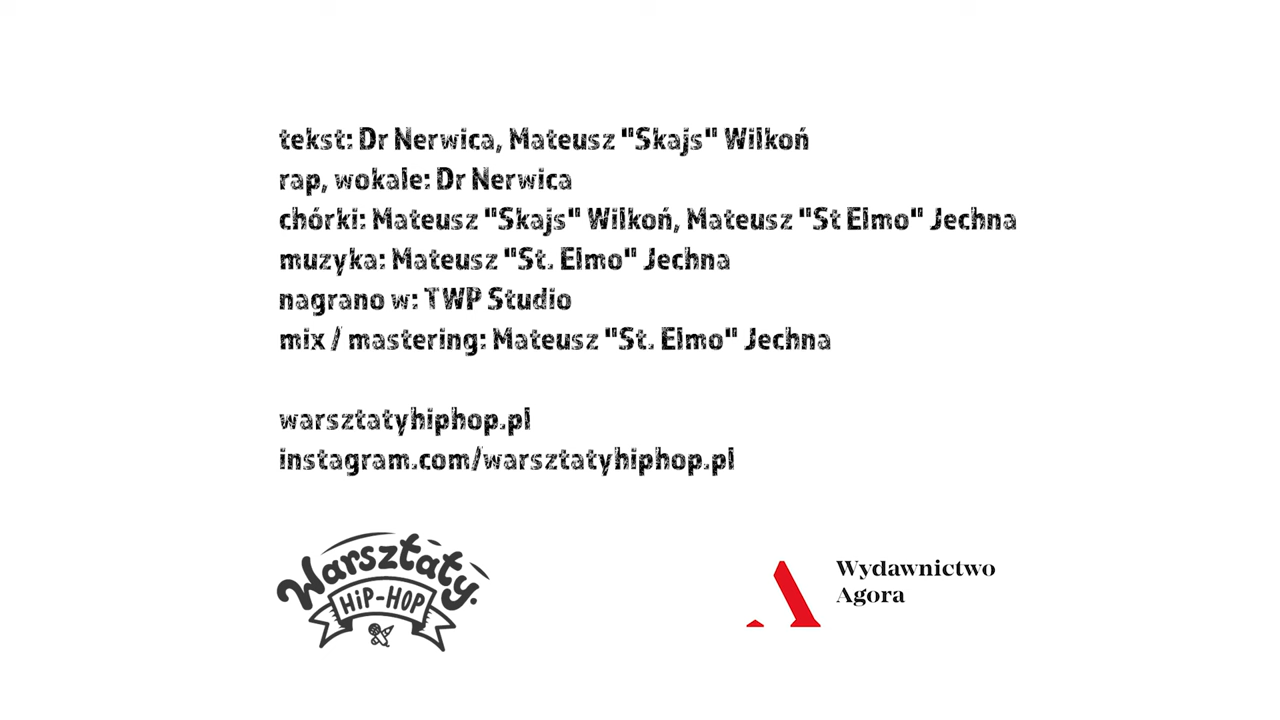 tekst: Dr Nerwica, Mateusz "Skajs" Wilkoń
rap, wokale: Dr Nerwica
chórki: Mateusz "Skajs" Wilkoń, Mateusz "St Elmo" Jechna
muzyka: Mateusz "St. Elmo" Jechna
nagrano w: TWP Studio
mix / mastering: Mateusz "St. Elmo" Jechna
warsztatyhiphop.pl
instagram.com/warsztatyhiphop.pl
Warsztaty.
HiP-HOP
Wydawnictwo
Agora